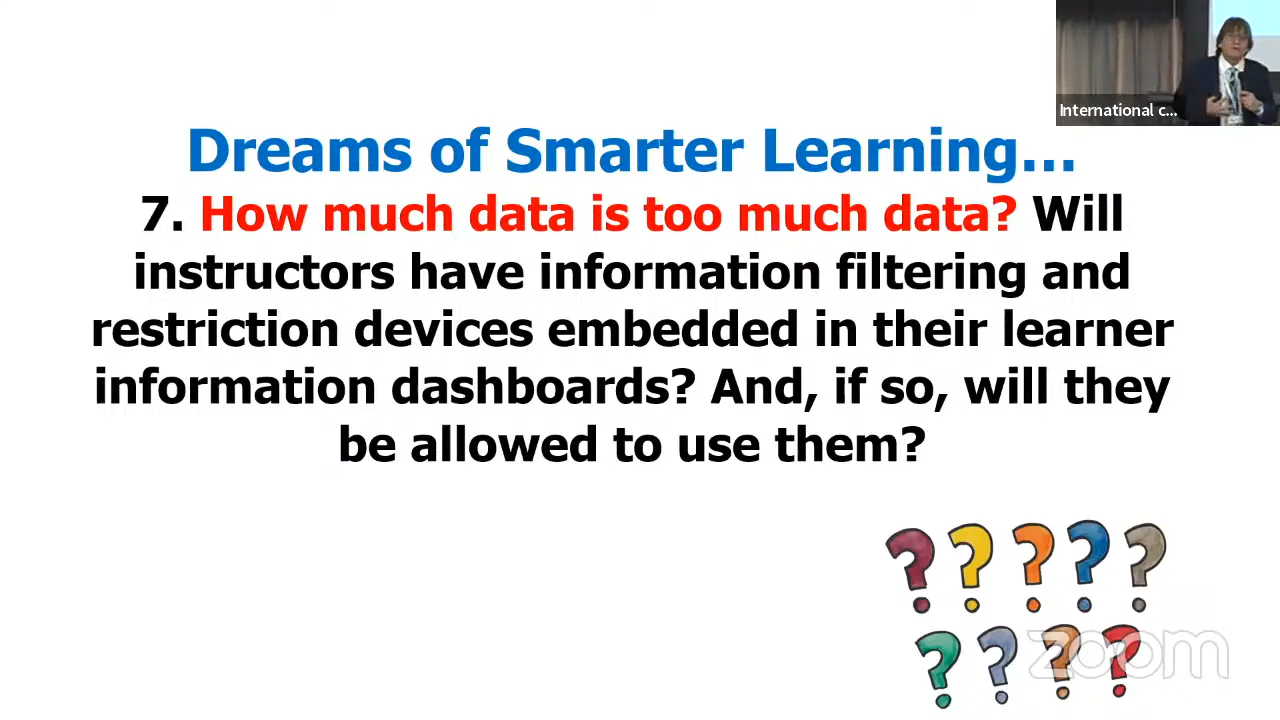 International c...
Dreams of Smarter Learning...
7. How much data is too much data? Will
instructors have information filtering and
restriction devices embedded in their learner
information dashboards? And, if so, will they
be allowed to use them?
zoom